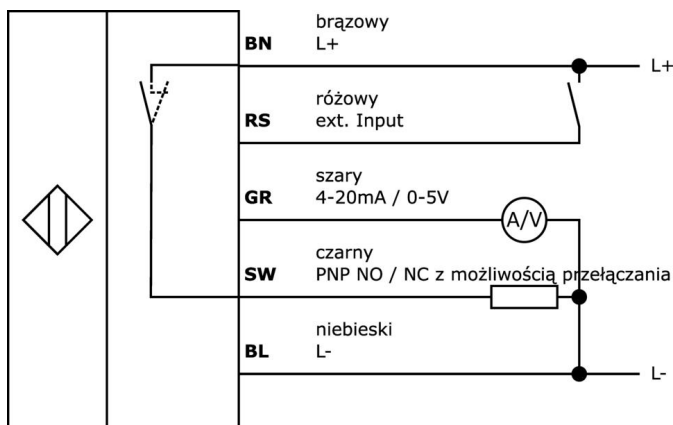 brązowy
BN L+
L+
różowy
RS ext. Input
szary
GR 4-20mA / 0-5V
A/V
czarny
SW PNP NO / NC z możliwością przełączania
niebieski
BL L-
L-